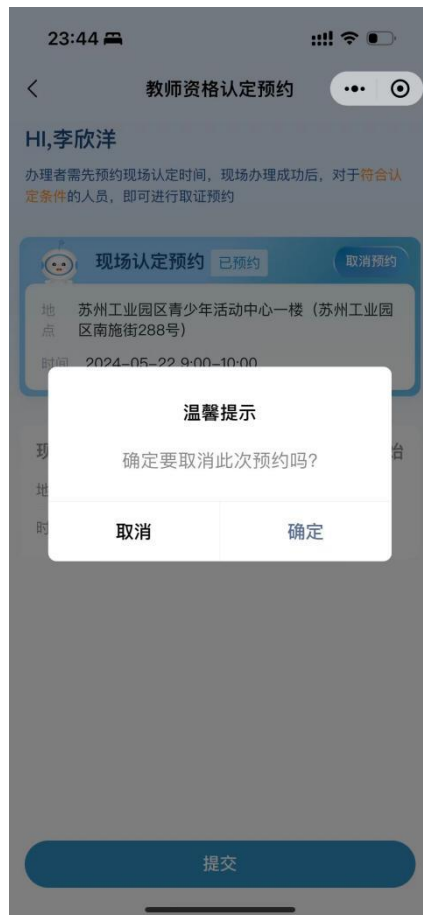 23:44
教师资格认定预约
HI,李欣洋
办理者需先预约现场认定时间，现场办理成功后，对于符合认
定条件的人员，即可进行取证预约
现场认定预约 已预约 取消预约
地 苏州工业园区青少年活动中心一楼（苏州工业园
点 区南施街288号）
时间 2024-05-22 9:00-10:00
温馨提示
现 始
确定要取消此次预约吗?
地
时
取消 确定
提交